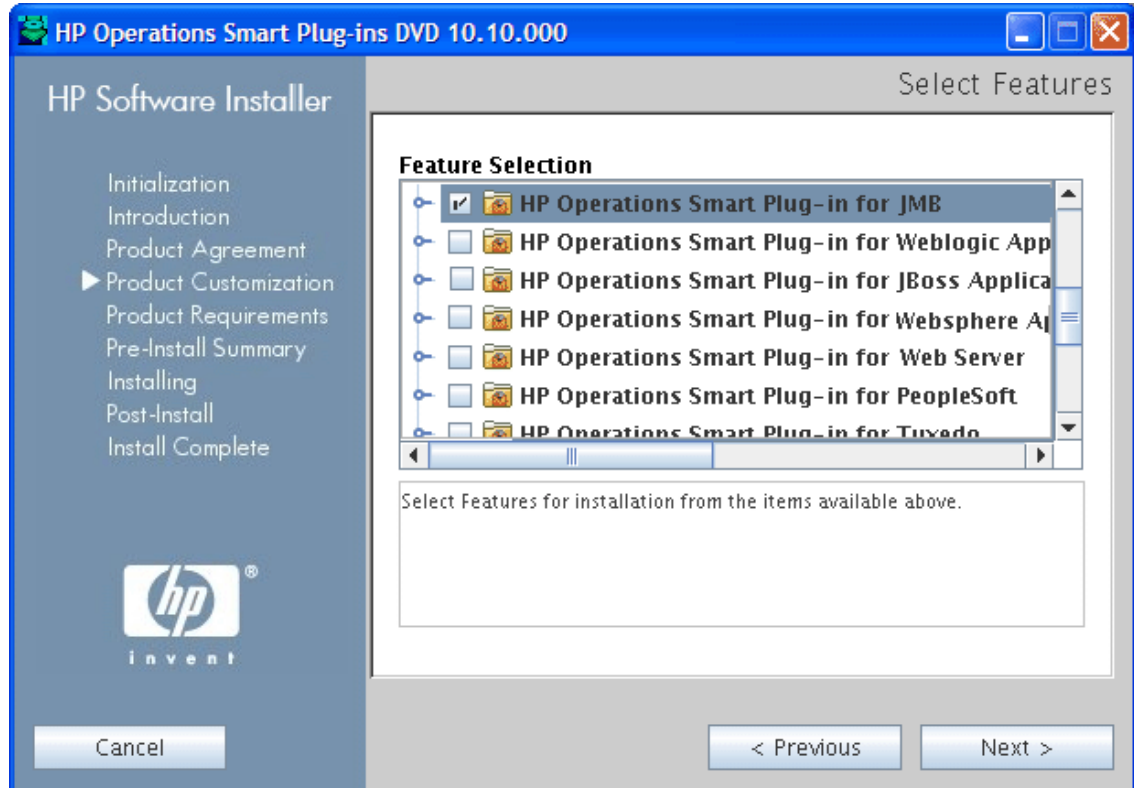 HP Operations Smart Plug-ins DVD 10.10.000
HP Software Installer
Select Features
Initialization
Introduction
Product Agreement
Product Customization
Product Requirements
Pre-Install Summary
Installing
Post-Install
Install Complete
hp
®
invent
Feature Selection
HP Operations Smart Plug-in for JMB
HP Operations Smart Plug-in for Weblogic App
HP Operations Smart Plug-in for JBoss Applica
HP Operations Smart Plug-in for Websphere Ap
HP Operations Smart Plug-in for Web Server
HP Operations Smart Plug-in for PeopleSoft
HP Operations Smart Plug-in for Tuxedo
Select Features for installation from the items available above.
Cancel
< Previous
Next >